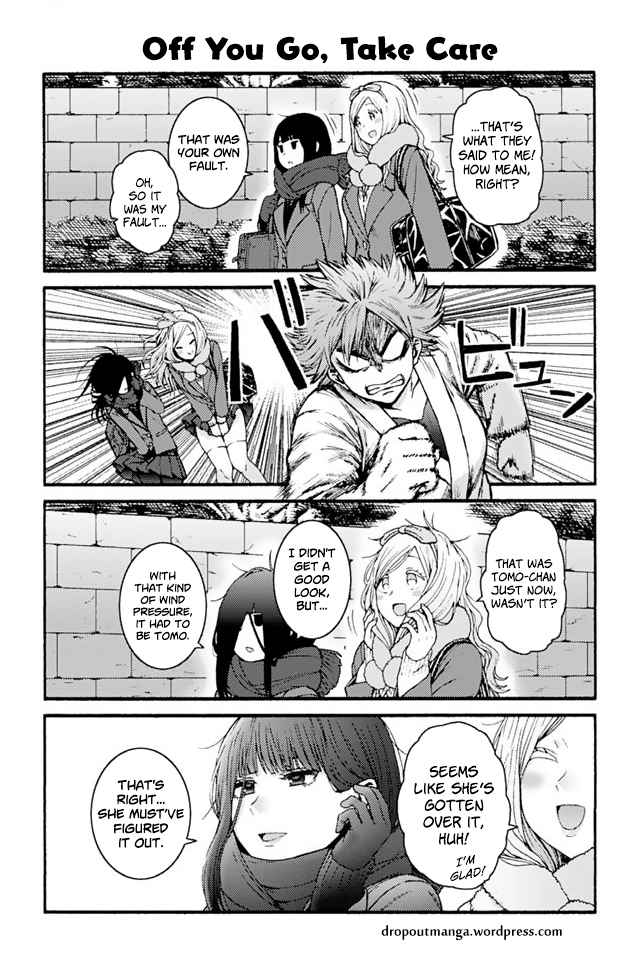 Off You Go, Take Care
...THAT'S
WHAT THEY
SAID TO ME!
HOW MEAN,
RIGHT?
THAT WAS
YOUR OWN
FAULT.
OH,
SO IT
WAS MY
FAULT...
ビュン
バッ
THAT WAS
TOMO-CHAN
JUST NOW,
WASN'T IT?
I DIDN'T
GET A
GOOD
LOOK,
BUT...
WITH
THAT KIND
OF WIND
PRESSURE,
IT HAD TO
BE TOMO.
SEEMS
LIKE SHE'S
GOTTEN
OVER IT,
HUH!
I'M
GLAD!
THAT'S
RIGHT...
SHE MUST'VE
FIGURED
IT OUT.
dropoutmanga.wordpress.com